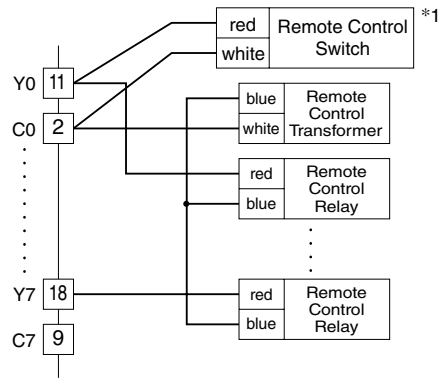 red
white
Remote Control
Switch
*1
Y0
11
C0
2
blue
white
Remote
Control
Transformer
red
blue
Remote
Control
Relay
Y7
18
red
blue
Remote
Control
Relay
C7
9